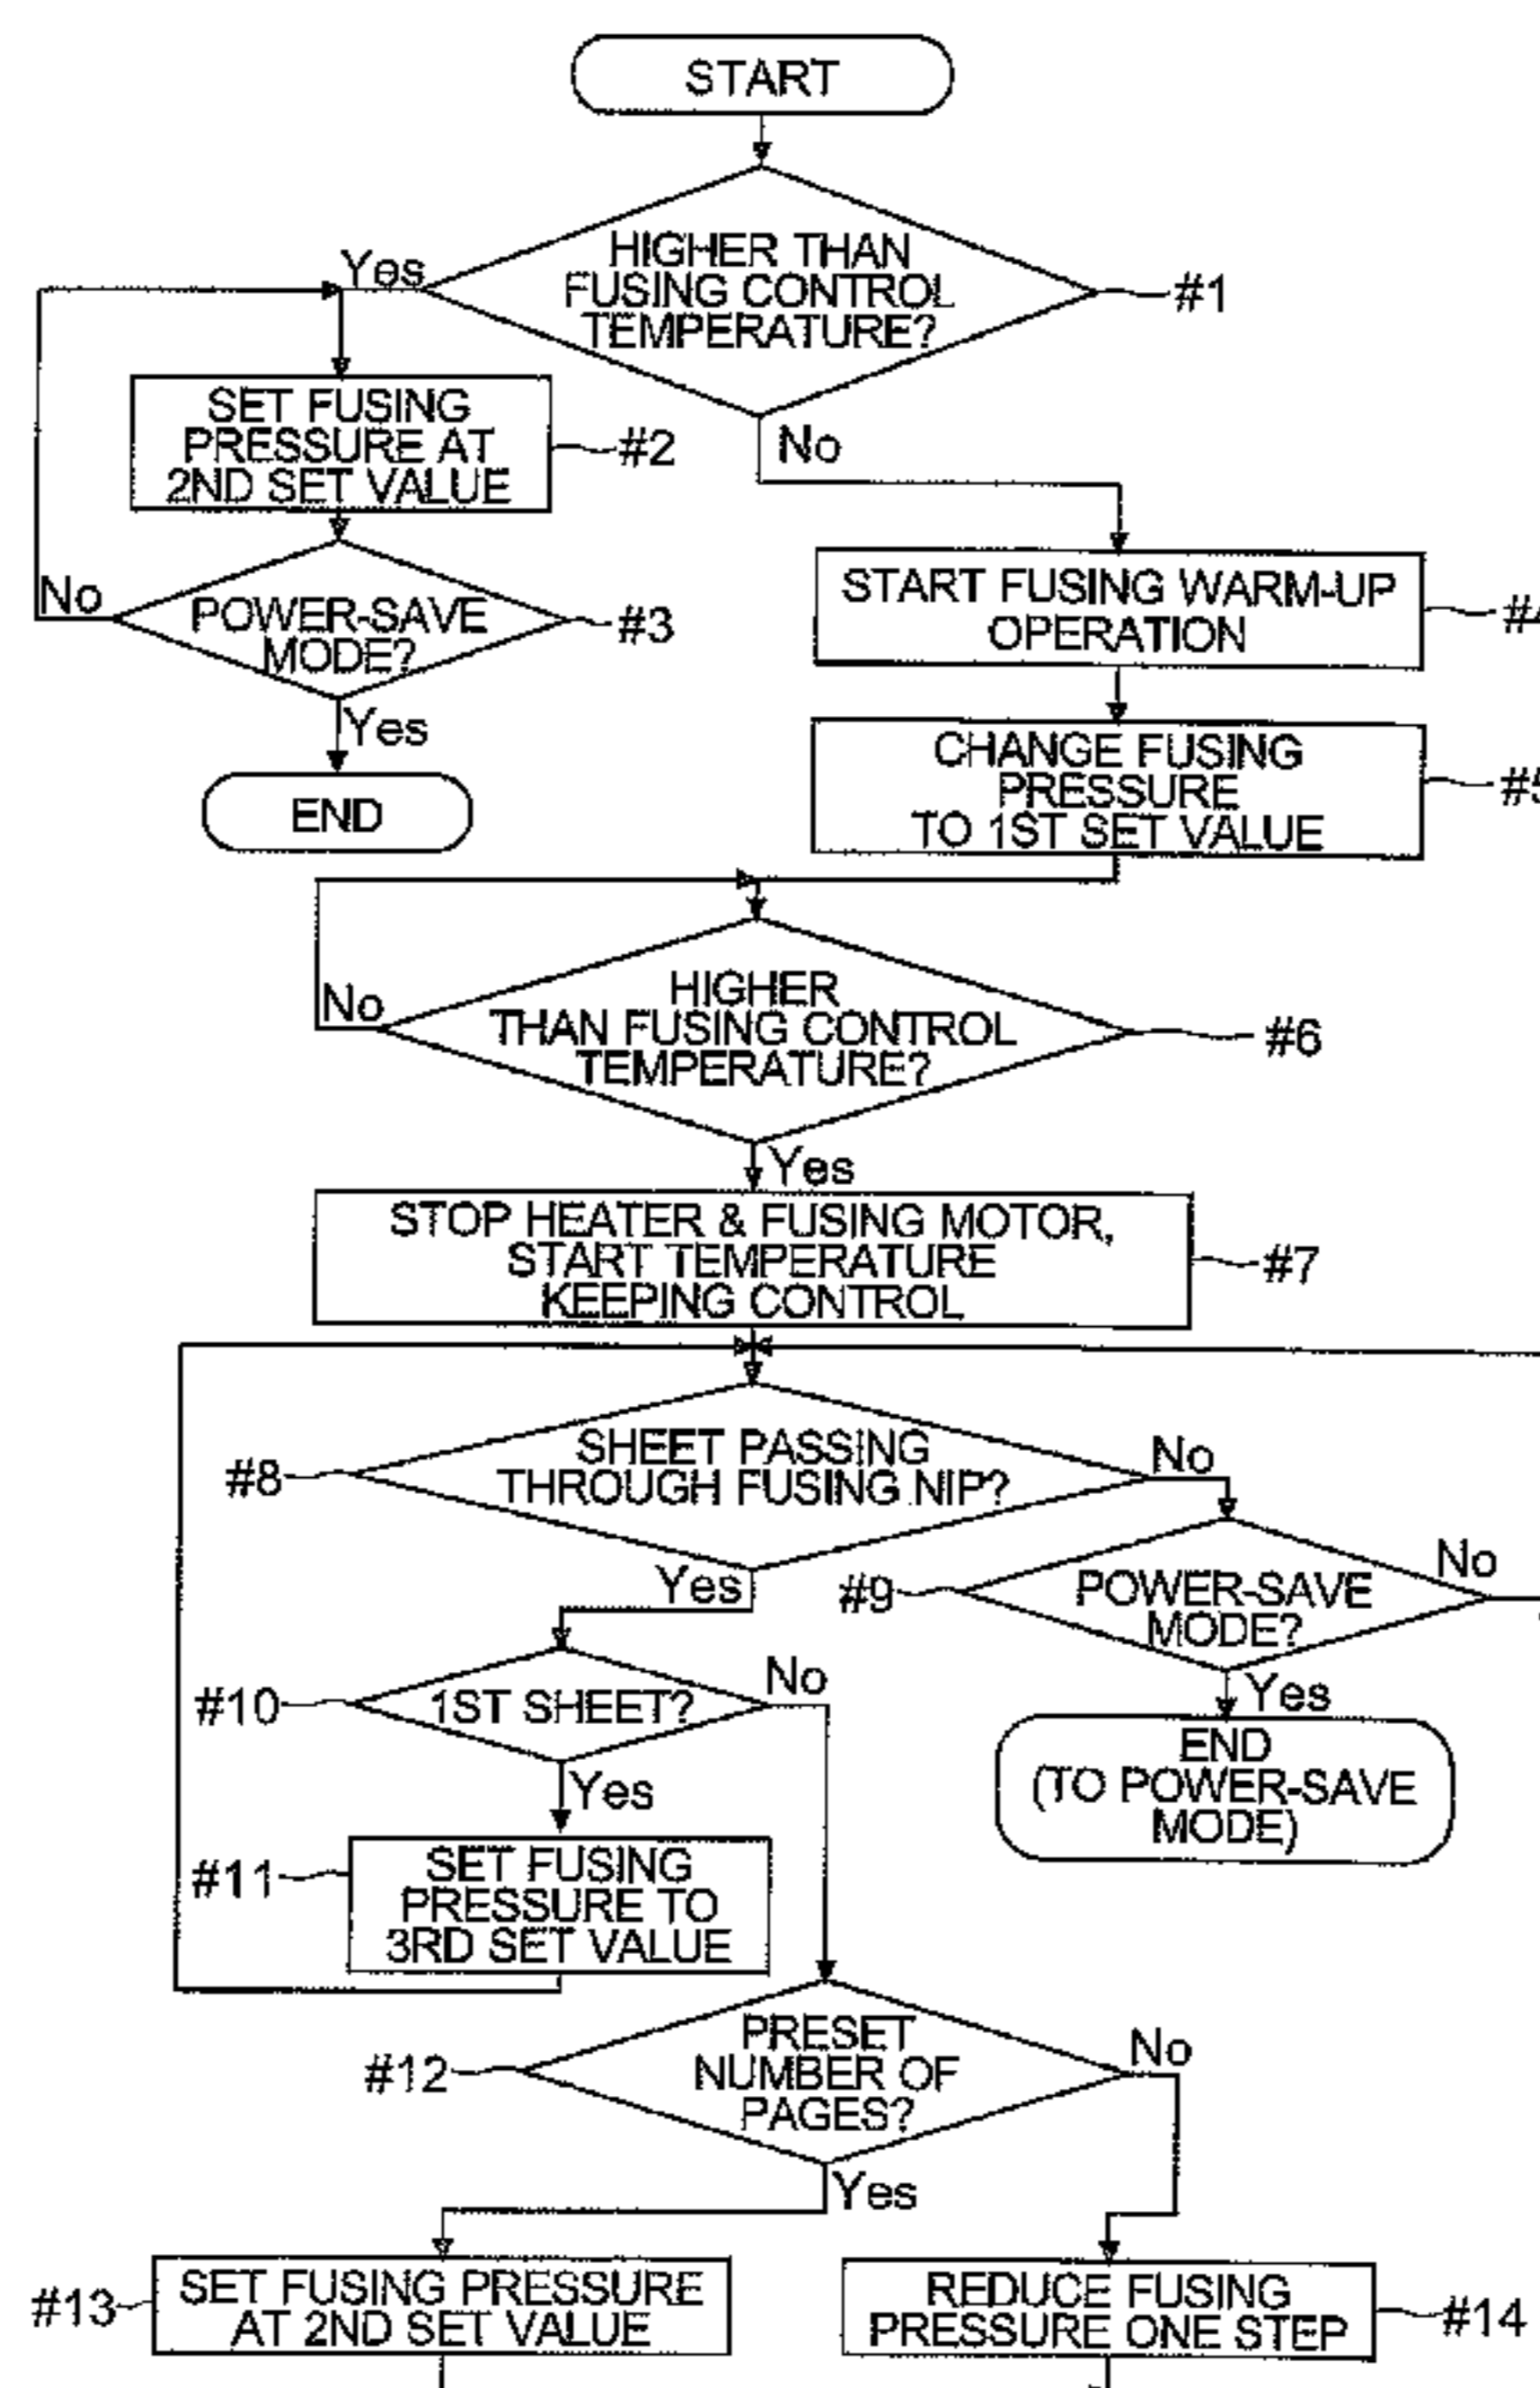 START
HIGHER THAN
FUSING CONTROL
TEMPERATURE?
#1
Yes
No
SET FUSING
PRESSURE AT
2ND SET VALUE
#2
START FUSING WARM-UP
OPERATION
#4
No
POWER-SAVE
MODE?
#3
Yes
END
CHANGE FUSING
PRESSURE
TO 1ST SET VALUE
#5
HIGHER
THAN FUSING CONTROL
TEMPERATURE?
#6
No
Yes
STOP HEATER & FUSING MOTOR,
START TEMPERATURE
KEEPING CONTROL
#7
#8
SHEET PASSING
THROUGH FUSING NIP?
No
Yes
#9
POWER-SAVE
MODE?
No
Yes
END
(TO POWER-SAVE
MODE)
#10
1ST SHEET?
No
Yes
#11
SET FUSING
PRESSURE TO
3RD SET VALUE
#12
PRESET
NUMBER OF
PAGES?
No
Yes
#13
SET FUSING PRESSURE
AT 2ND SET VALUE
REDUCE FUSING
PRESSURE ONE STEP
#14